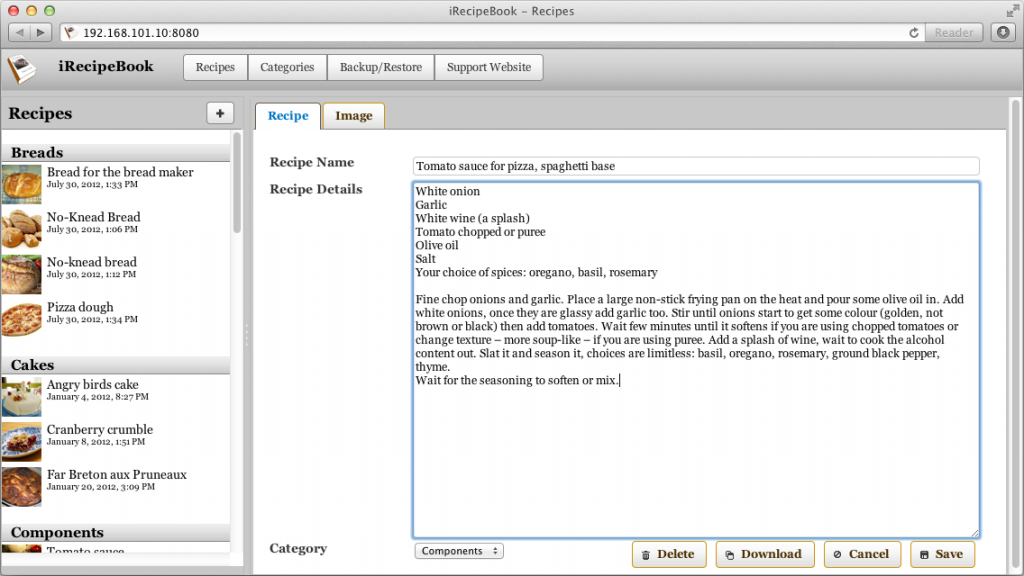 iRecipeBook – Recipes
192.168.101.10:8080
Reader
iRecipeBook
Recipes
Categories
Backup/Restore
Support Website
Recipes
+
Breads
Bread for the bread maker
July 30, 2012, 1:33 PM
No-Knead Bread
July 30, 2012, 1:06 PM
No-knead bread
July 30, 2012, 1:12 PM
Pizza dough
July 30, 2012, 1:34 PM
Cakes
Angry birds cake
January 4, 2012, 8:27 PM
Cranberry crumble
January 8, 2012, 1:51 PM
Far Breton aux Pruneaux
January 20, 2012, 3:09 PM
Components
Tomato sauce
Recipe
Image
Recipe Name
Tomato sauce for pizza, spaghetti base
Recipe Details
White onion
Garlic
White wine (a splash)
Tomato chopped or puree
Olive oil
Salt
Your choice of spices: oregano, basil, rosemary
Fine chop onions and garlic. Place a large non-stick frying pan on the heat and pour some olive oil in. Add
white onions, once they are glassy add garlic too. Stir until onions start to get some colour (golden, not
brown or black) then add tomatoes. Wait few minutes until it softens if you are using chopped tomatoes or
change texture – more soup-like – if you are using puree. Add a splash of wine, wait to cook the alcohol
content out. Slat it and season it, choices are limitless: basil, oregano, rosemary, ground black pepper,
thyme.
Wait for the seasoning to soften or mix.
Category
Components
Delete
Download
Cancel
Save